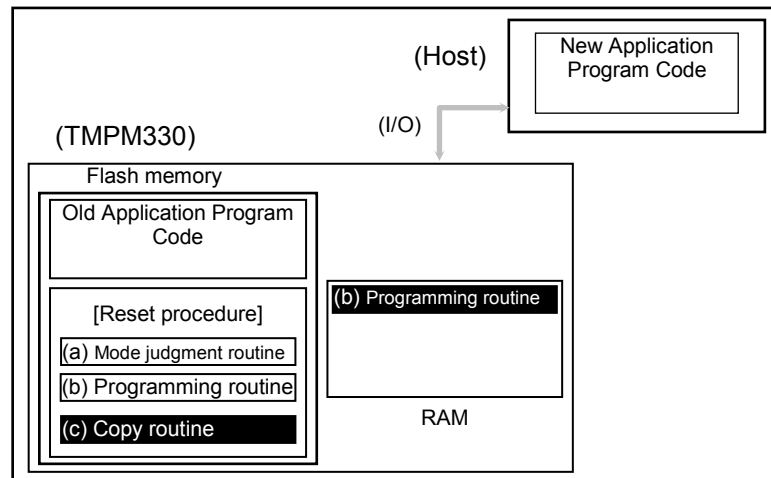 (Host)
New Application
Program Code
(I/O)
(TMPM330)
Flash memory
Old Application Program
Code
[Reset procedure]
(a) Mode judgment routine
(b) Programming routine
(c) Copy routine
(b) Programming routine
RAM